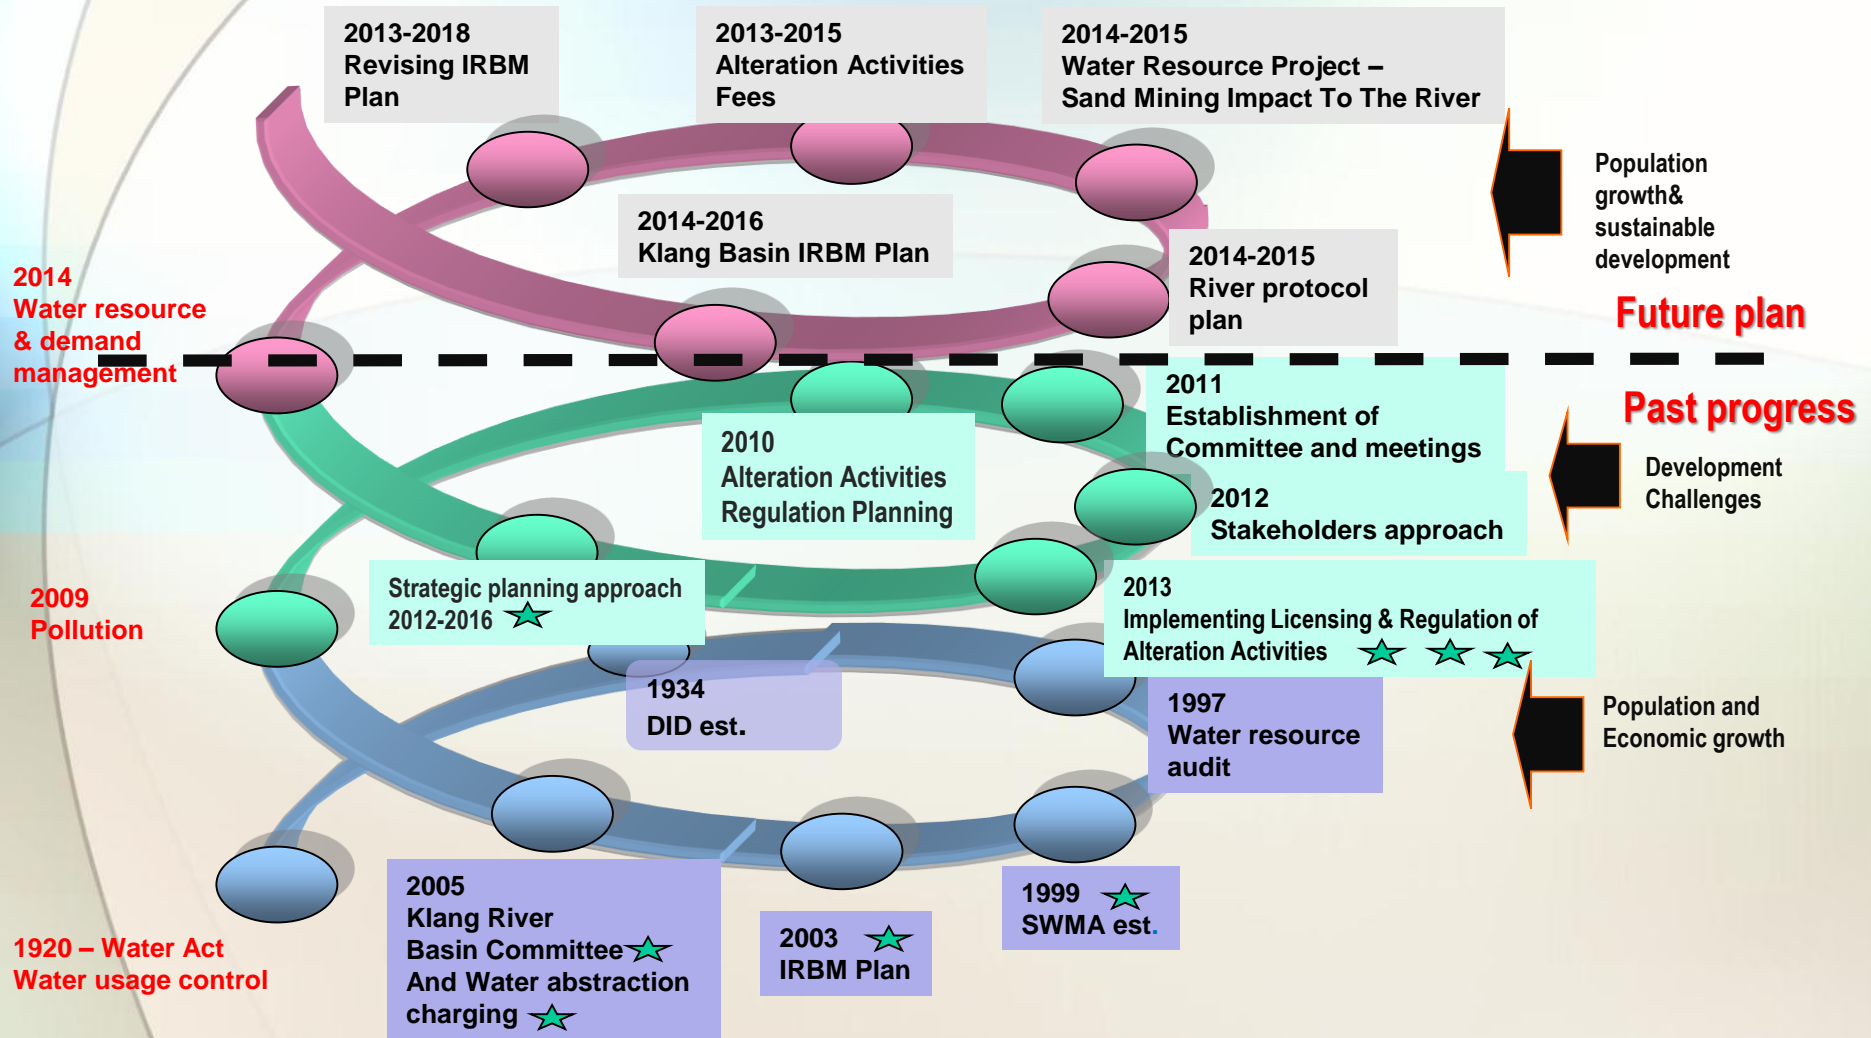 2013-2018
Revising IRBM
Plan
2013-2015
Alteration Activities
Fees
2014-2015
Water Resource Project –
Sand Mining Impact To The River
Population
growth&
sustainable
development
2014-2016
Klang Basin IRBM Plan
2014-2015
River protocol
plan
2014
Water resource
& demand
management
Future plan
Past progress
2010
Alteration Activities
Regulation Planning
2011
Establishment of
Committee and meetings
2012
Stakeholders approach
Development
Challenges
Strategic planning approach
2012-2016
2013
Implementing Licensing & Regulation of
Alteration Activities
2009
Pollution
1934
DID est.
1997
Water resource
audit
Population and
Economic growth
2005
Klang River
Basin Committee
And Water abstraction
charging
2003
IRBM Plan
1999
SWMA est.
1920 – Water Act
Water usage control